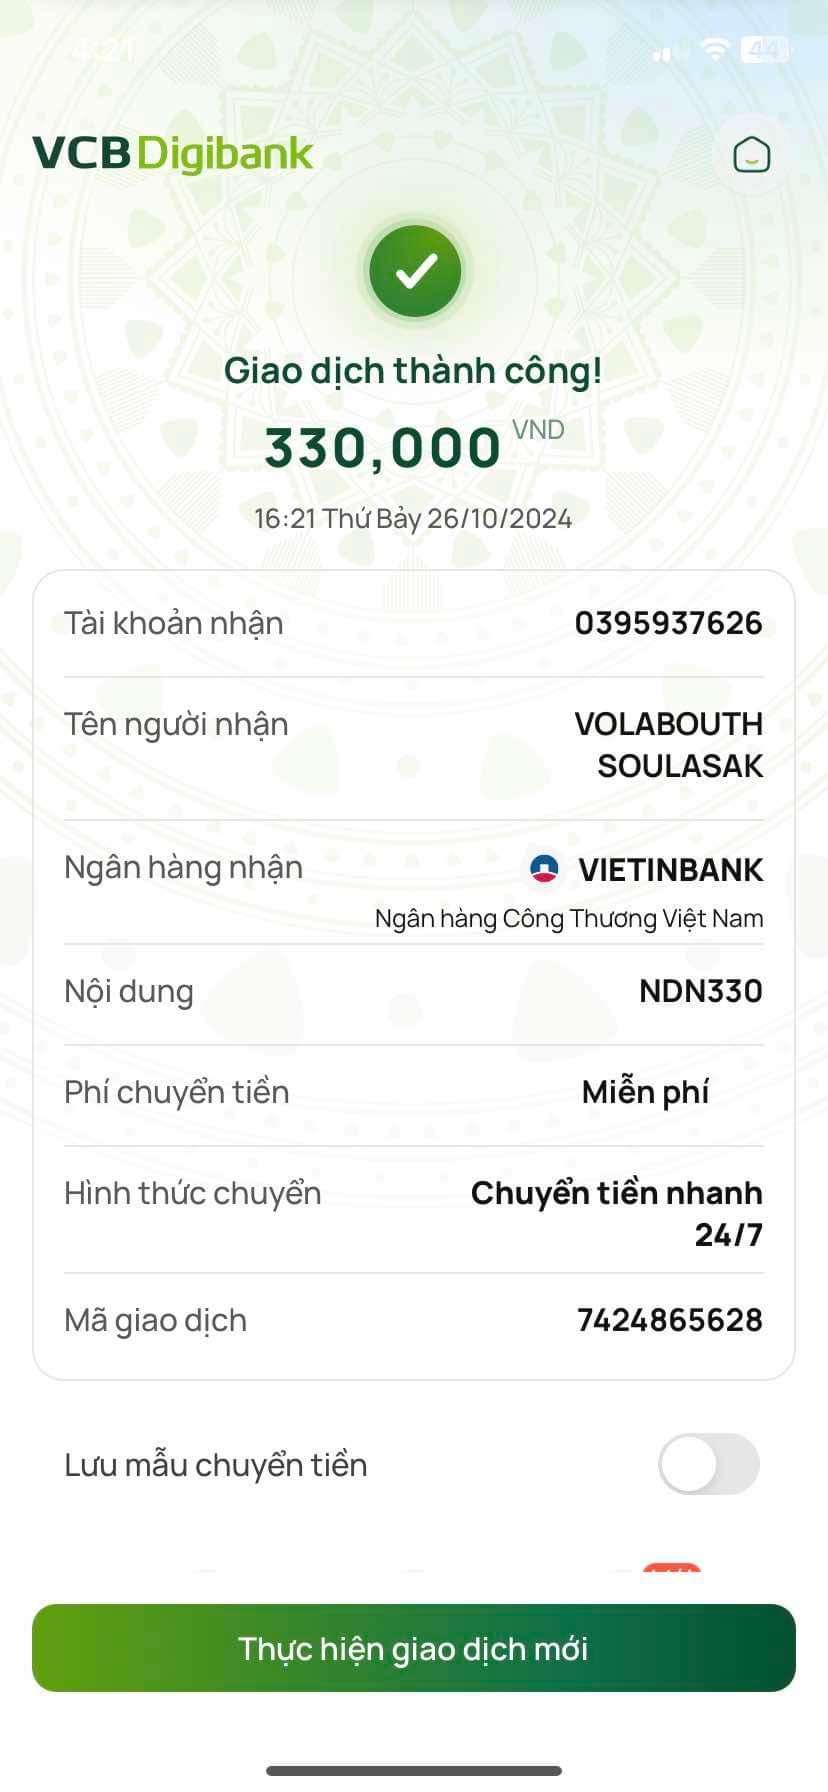 44
VCB Digibank
Giao dịch thành công!
330,000 VND
16:21 Thứ Bảy 26/10/2024
Tài khoản nhận 0395937626
Tên người nhận VOLABOUTH
SOULASAK
Ngân hàng nhận VIETINBANK
Ngân hàng Công Thương Việt Nam
Nội dung NDN330
Phí chuyển tiền Miễn phí
Hình thức chuyển Chuyển tiền nhanh
24/7
Mã giao dịch 7424865628
Lưu mẫu chuyển tiền
Thực hiện giao dịch mới